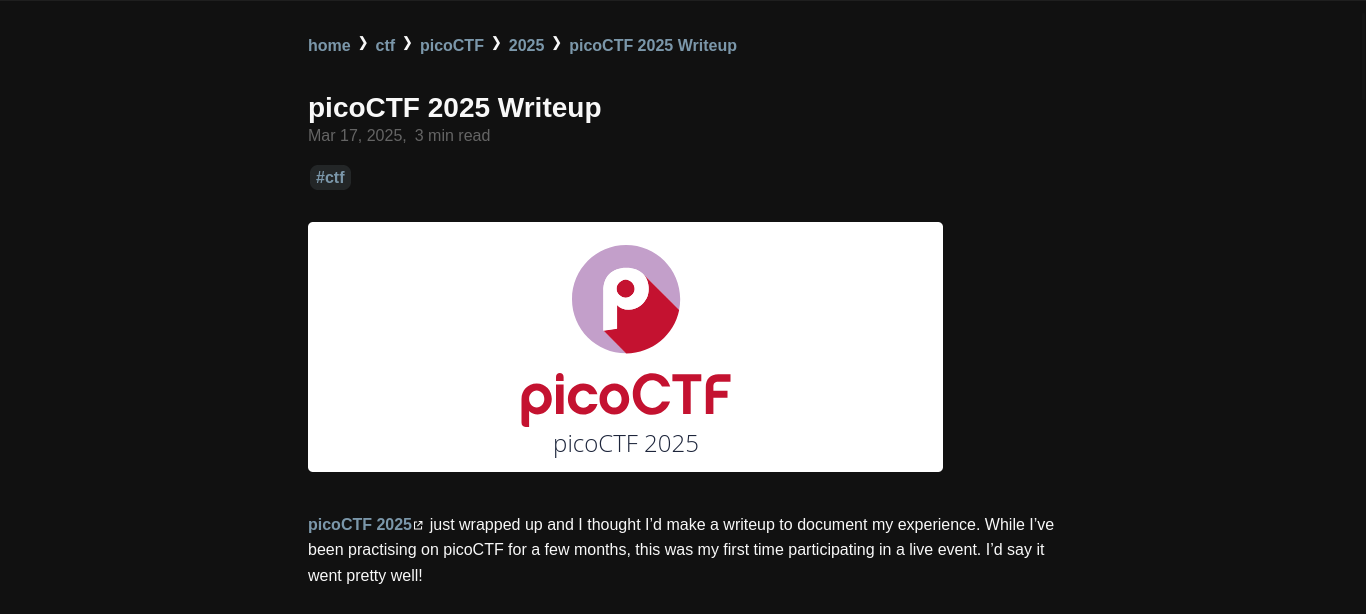 home ❯ ctf ❯ picoCTF ❯ 2025 ❯ picoCTF 2025 Writeup
picoCTF 2025 Writeup
Mar 17, 2025, 3 min read
#ctf
picoCTF
picoCTF 2025
picoCTF 2025 just wrapped up and I thought I’d make a writeup to document my experience. While I’ve
been practising on picoCTF for a few months, this was my first time participating in a live event. I’d say it
went pretty well!